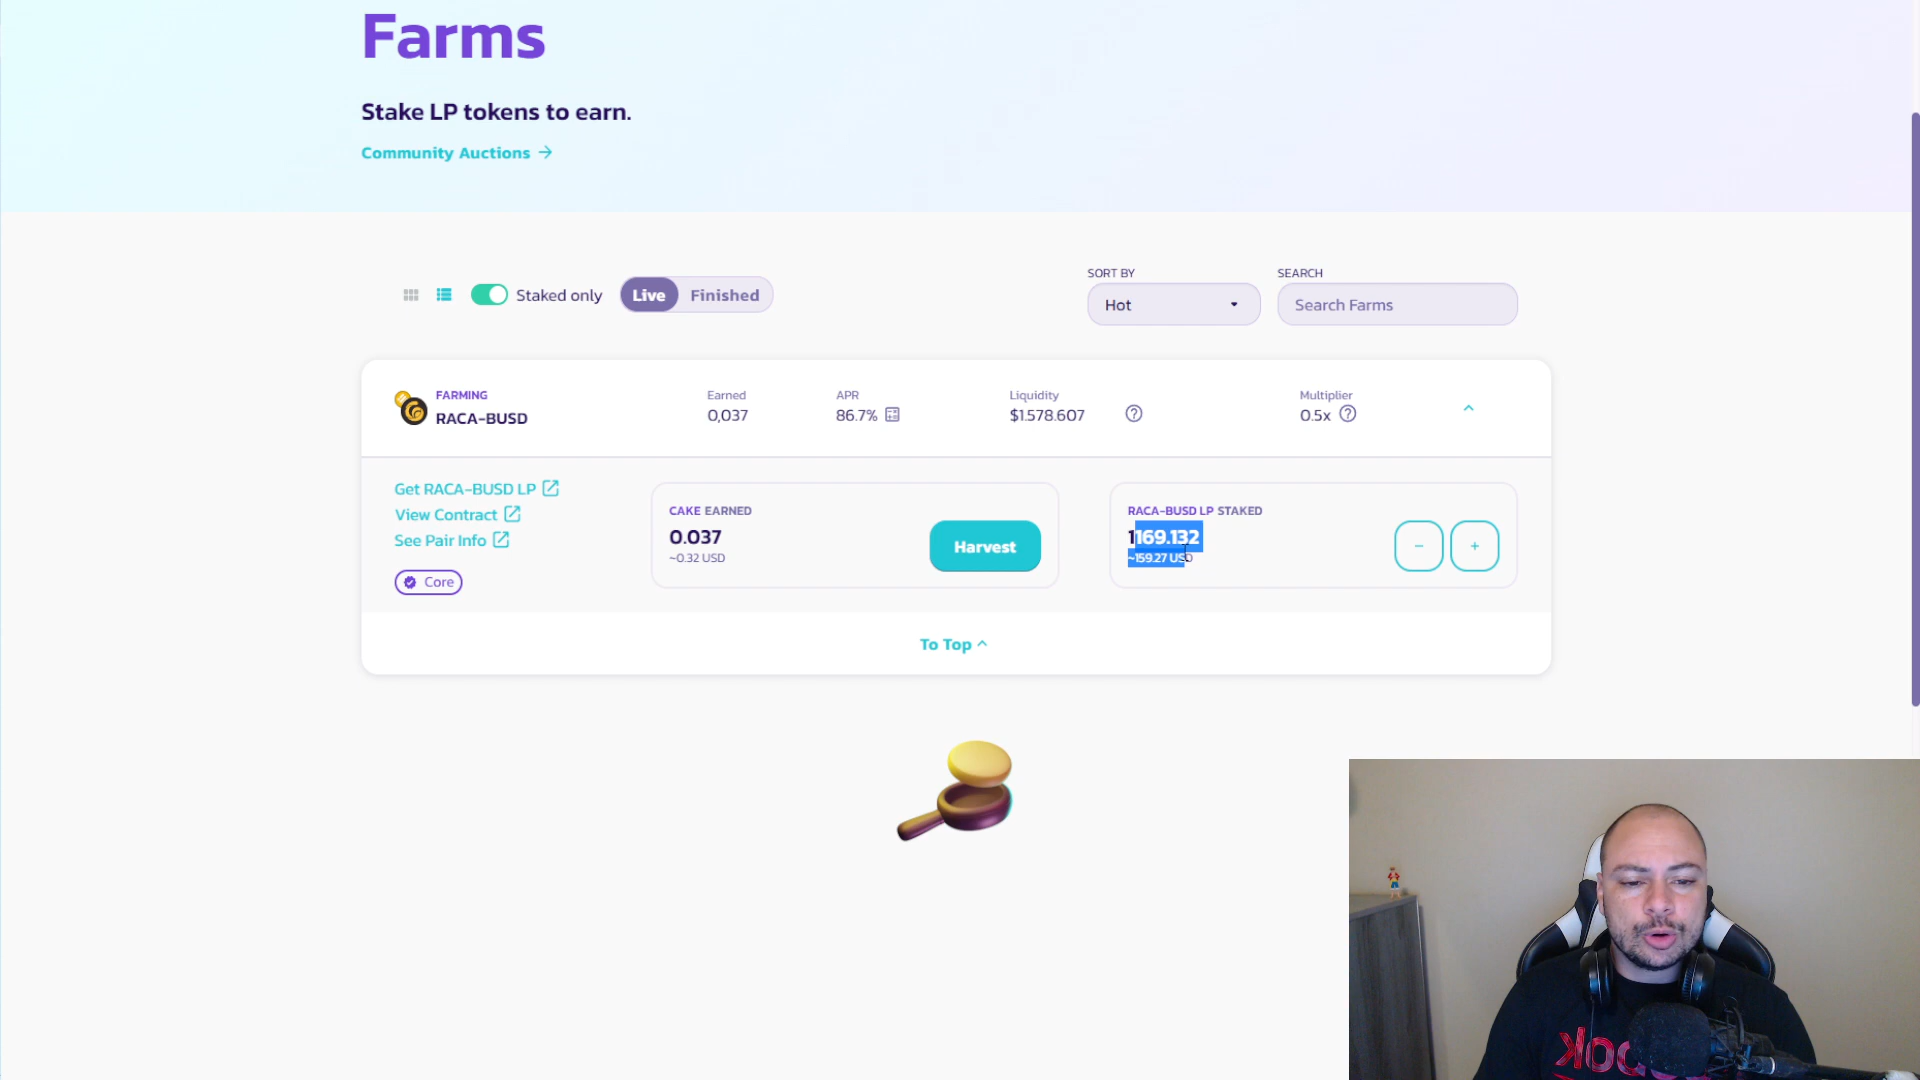 Farms
Stake LP tokens to earn.
Community Auctions
Staked only
Live
Finished
SORT BY
Hot
SEARCH
Search Farms
FARMING
RACA-BUSD
Earned
0,037
APR
86.7%
Liquidity
$1.578.607
Multiplier
0.5x
Get RACA-BUSD LP
View Contract
See Pair Info
Core
CAKE EARNED
0.037
~0.32 USD
Harvest
RACA-BUSD LP STAKED
1169.132
~159.27 USD
To Top